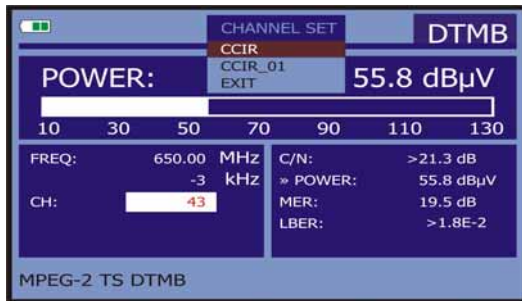 CHANNEL SET
DTMB
CCIR
CCIR_01
EXIT
POWER: 55.8 dBµV
10 30 50 70 90 110 130
FREQ: 650.00 MHz
-3 kHz
CH: 43
C/N: >21.3 dB
» POWER: 55.8 dBµV
MER: 19.5 dB
LBER: >1.8E-2
MPEG-2 TS DTMB